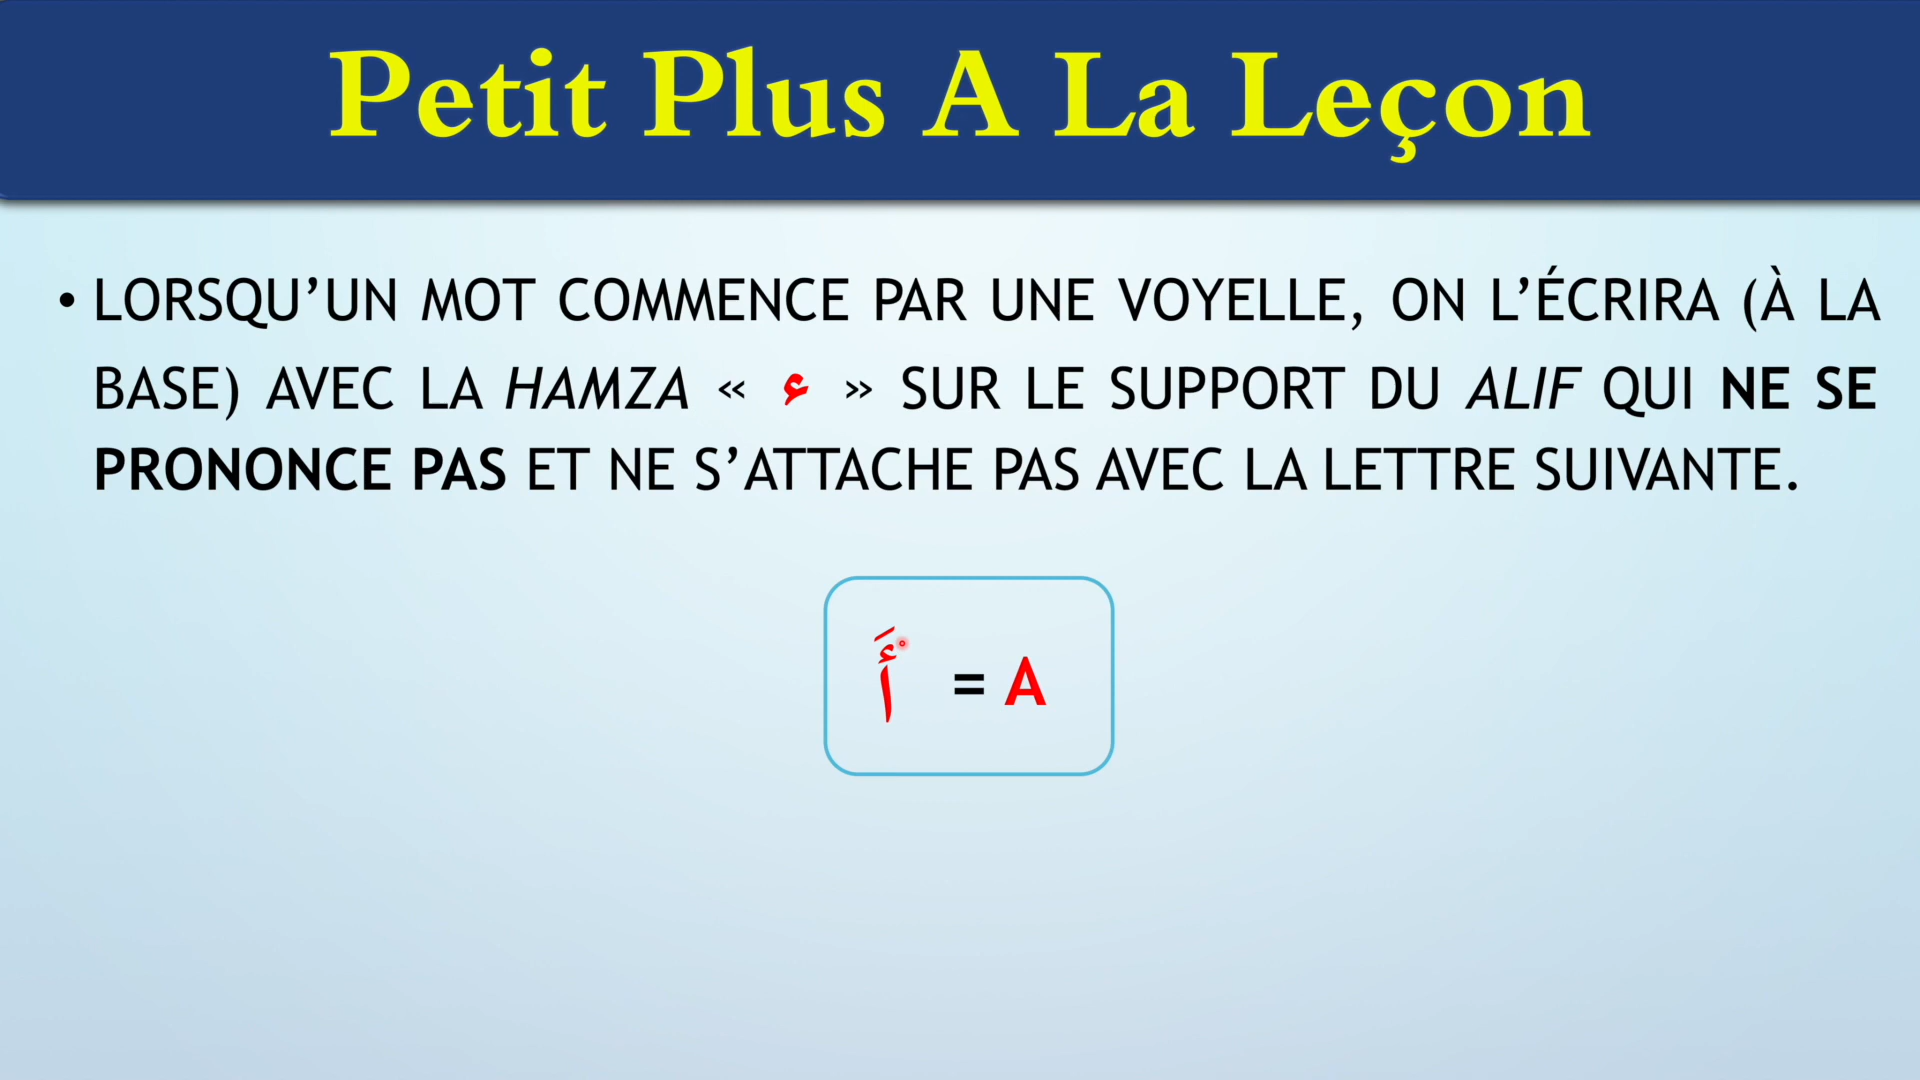 Petit Plus A La Leçon
• LORSQU’UN MOT COMMENCE PAR UNE VOYELLE, ON L’ÉCRIRA (À LA
BASE) AVEC LA HAMZA « ء » SUR LE SUPPORT DU ALIF QUI NE SE
PRONONCE PAS ET NE S’ATTACHE PAS AVEC LA LETTRE SUIVANTE.
أَ = A